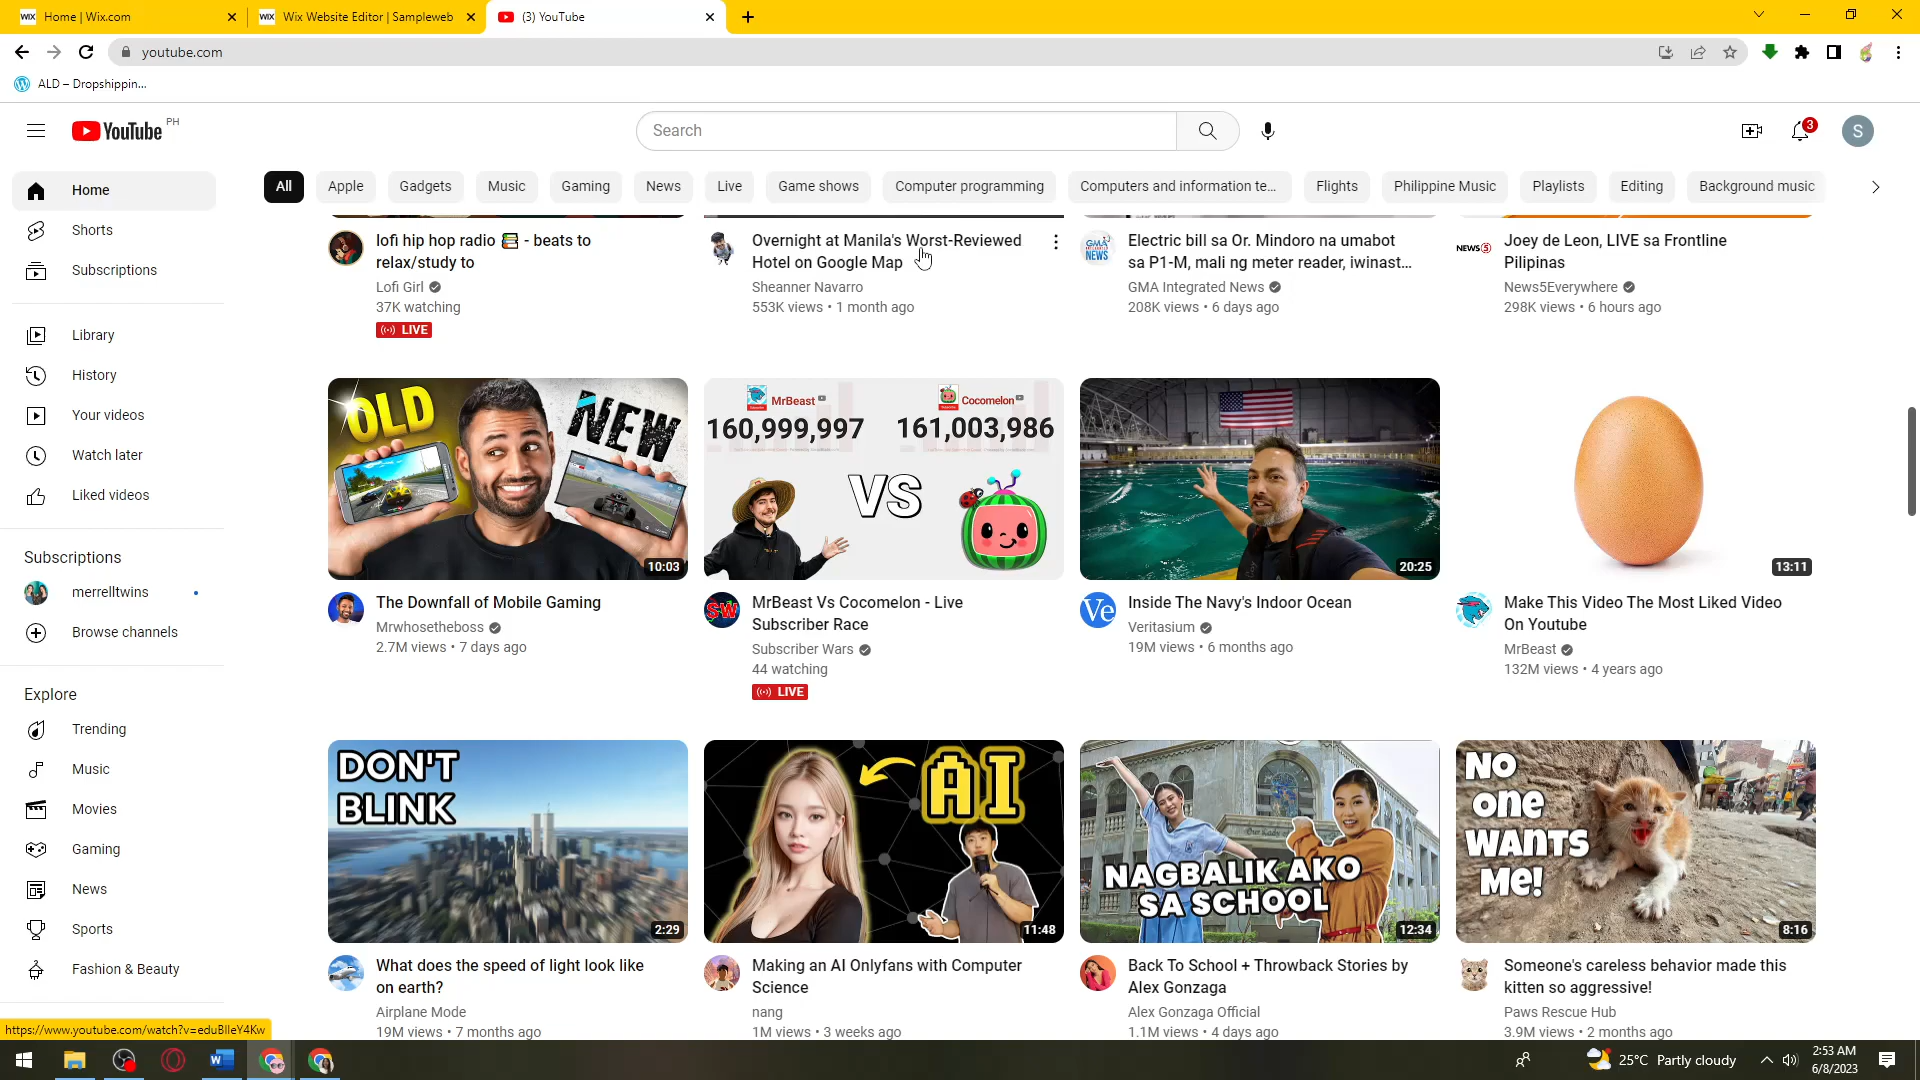 Home | Wix.com
Wix Website Editor | Sampleweb
(3) YouTube
youtube.com
ALD – Dropshippin...
YouTube PH
Search
3
S
Home
Shorts
Subscriptions
Library
History
Your videos
Watch later
Liked videos
Subscriptions
merrelltwins
Browse channels
Explore
Trending
Music
Movies
Gaming
News
Sports
Fashion & Beauty
https://www.youtube.com/watch?v=eduBlleY4Kw
All
Apple
Gadgets
Music
Gaming
News
Live
Game shows
Computer programming
Computers and information te...
Flights
Philippine Music
Playlists
Editing
Background music
lofi hip hop radio 📚 - beats to
relax/study to
Lofi Girl
37K watching
LIVE
Overnight at Manila's Worst-Reviewed
Hotel on Google Map
Sheanner Navarro
553K views • 1 month ago
GMA
INTEGRATED
NEWS
Electric bill sa Or. Mindoro na umabot
sa P1-M, mali ng meter reader, iwinast...
GMA Integrated News
208K views • 6 days ago
NEWS5
Joey de Leon, LIVE sa Frontline
Pilipinas
News5Everywhere
298K views • 6 hours ago
OLD
NEW
10:03
The Downfall of Mobile Gaming
Mrwhosetheboss
2.7M views • 7 days ago
MrBeast
Cocomelon
160,999,997
161,003,986
VS
SW
MrBeast Vs Cocomelon - Live
Subscriber Race
Subscriber Wars
44 watching
LIVE
20:25
Ve
Inside The Navy's Indoor Ocean
Veritasium
19M views • 6 months ago
13:11
Make This Video The Most Liked Video
On Youtube
MrBeast
132M views • 4 years ago
DON'T
BLINK
2:29
What does the speed of light look like
on earth?
Airplane Mode
19M views • 7 months ago
AI
11:48
Making an AI Onlyfans with Computer
Science
nang
1M views • 3 weeks ago
NAGBALIK AKO
SA SCHOOL
12:34
Back To School + Throwback Stories by
Alex Gonzaga
Alex Gonzaga Official
1.1M views • 4 days ago
NO
ONE
WANTS
ME!
8:16
Someone's careless behavior made this
kitten so aggressive!
Paws Rescue Hub
3.9M views • 2 months ago
25°C Partly cloudy
2:53 AM
6/8/2023